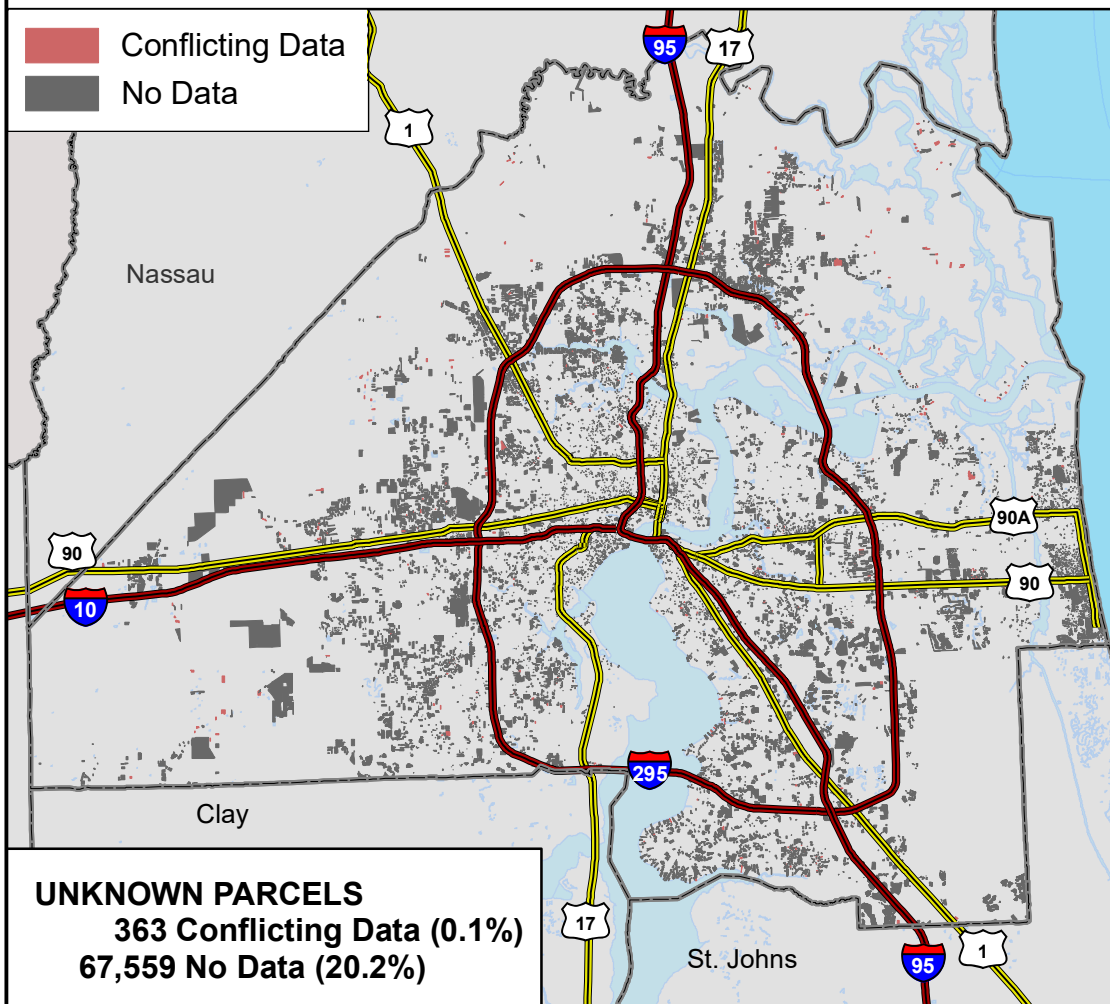 Conflicting Data
No Data
95
17
1
Nassau
90A
90
90
10
295
Clay
UNKNOWN PARCELS
363 Conflicting Data (0.1%)
67,559 No Data (20.2%)
17
St. Johns
95
1